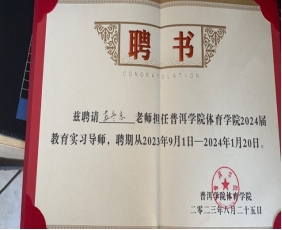 聘书
CONGRATULATION
兹聘请 老师担任普洱学院体育学院2024届
教育实习导师，聘期从2023年9月1日—2024年1月20日。
普洱学院体育学院
二〇二三年八月二十五日